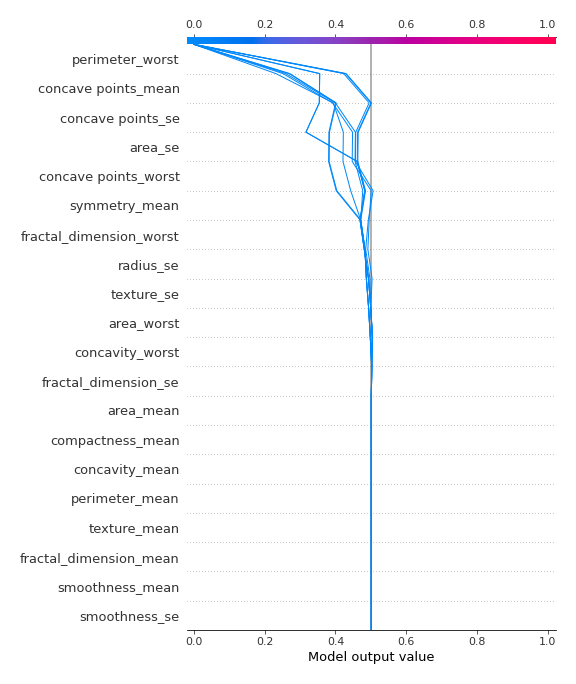 0.0 0.2 0.4 0.6 0.8 1.0
perimeter_worst
concave points_mean
concave points_se
area_se
concave points_worst
symmetry_mean
fractal_dimension_worst
radius_se
texture_se
area_worst
concavity_worst
fractal_dimension_se
area_mean
compactness_mean
concavity_mean
perimeter_mean
texture_mean
fractal_dimension_mean
smoothness_mean
smoothness_se
0.0 0.2 0.4 0.6 0.8 1.0
Model output value